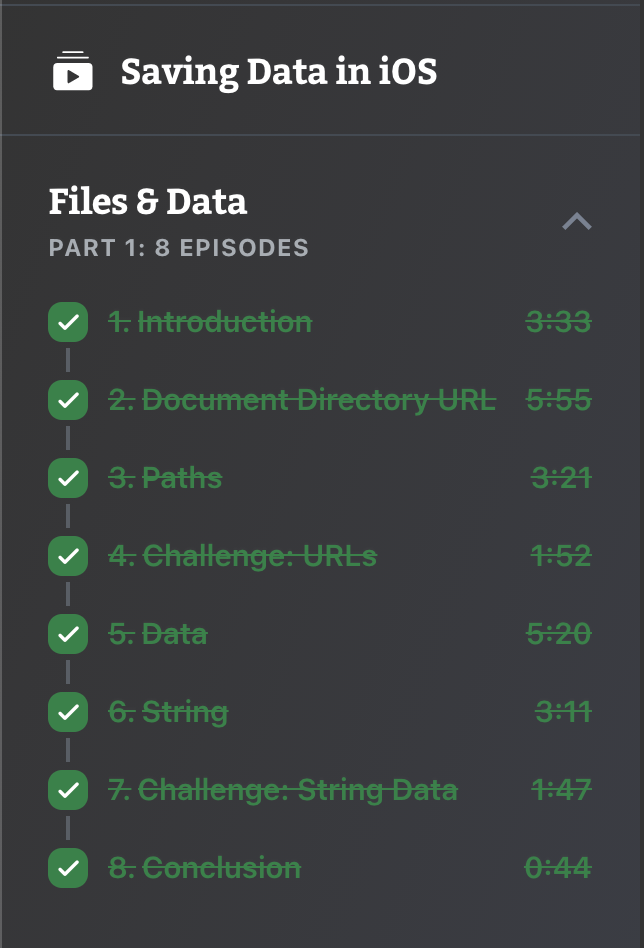 Saving Data in iOS
Files & Data
PART 1: 8 EPISODES
1. Introduction 3:33
2. Document Directory URL 5:55
3. Paths 3:21
4. Challenge: URLs 1:52
5. Data 5:20
6. String 3:11
7. Challenge: String Data 1:47
8. Conclusion 0:44